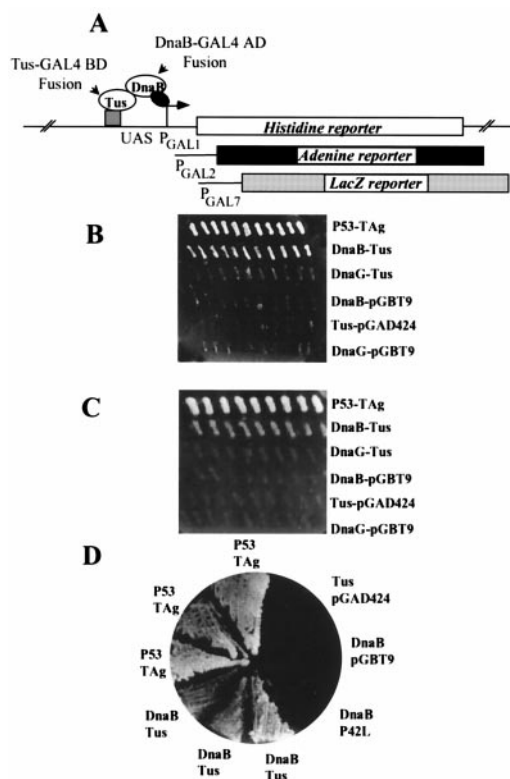 A
DnaB-GAL4 AD
Fusion
Tus-GAL4 BD
Fusion
DnaB
Tus
UAS
P GAL1
Histidine reporter
P GAL2
Adenine reporter
P GAL7
LacZ reporter
B
P53-TAg
DnaB-Tus
DnaG-Tus
DnaB-pGBT9
Tus-pGAD424
DnaG-pGBT9
C
P53-TAg
DnaB-Tus
DnaG-Tus
DnaB-pGBT9
Tus-pGAD424
DnaG-pGBT9
D
P53
TAg
Tus
pGAD424
P53
TAg
DnaB
pGBT9
P53
TAg
DnaB
P42L
DnaB
Tus
DnaB
Tus
DnaB
Tus